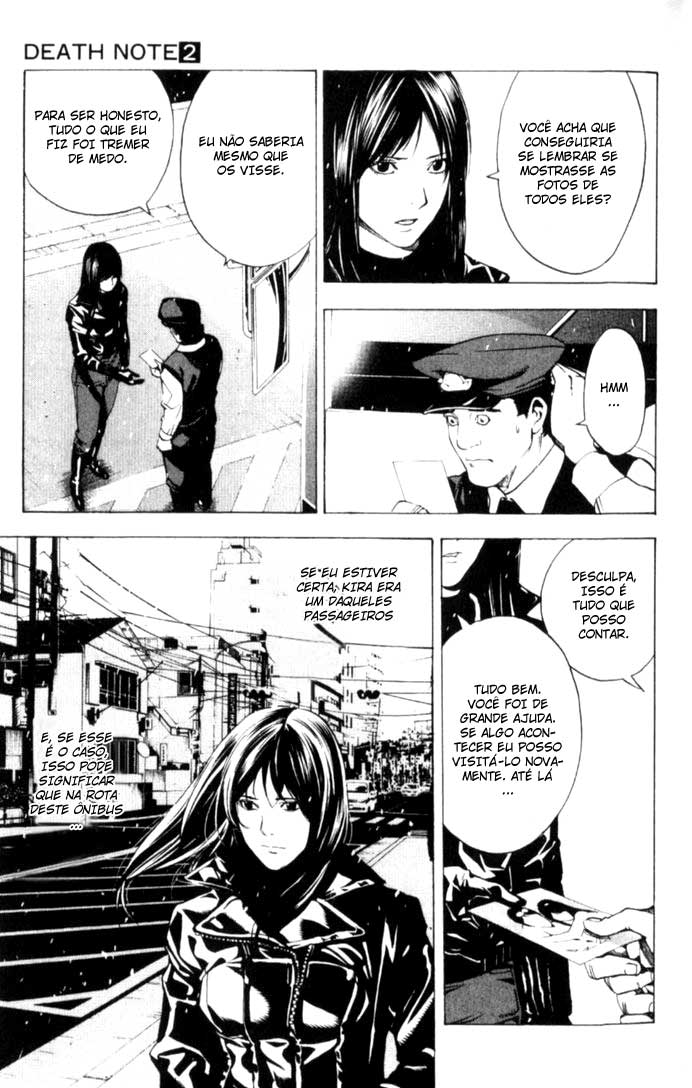 DEATH NOTE 2
VOCÊ ACHA QUE
CONSEGUIRIA
SE LEMBRAR SE
MOSTRASSE AS
FOTOS DE
TODOS ELES?
EU NÃO SABERIA
MESMO QUE
OS VISSE.
PARA SER HONESTO,
TUDO O QUE EU
FIZ FOI TREMER
DE MEDO.
HMM
...
DESCULPA,
ISSO É
TUDO QUE
POSSO
CONTAR.
TUDO BEM.
VOCÊ FOI DE
GRANDE AJUDA.
SE ALGO ACON-
TECER EU POSSO
VISITÁ-LO NOVA-
MENTE. ATÉ LÁ
...
SE EU ESTIVER
CERTA, KIRA ERA
UM DAQUELES
PASSAGEIROS
E, SE ESSE
É O CASO,
ISSO PODE
SIGNIFICAR
QUE NA ROTA
DESTE ÔNIBUS
...